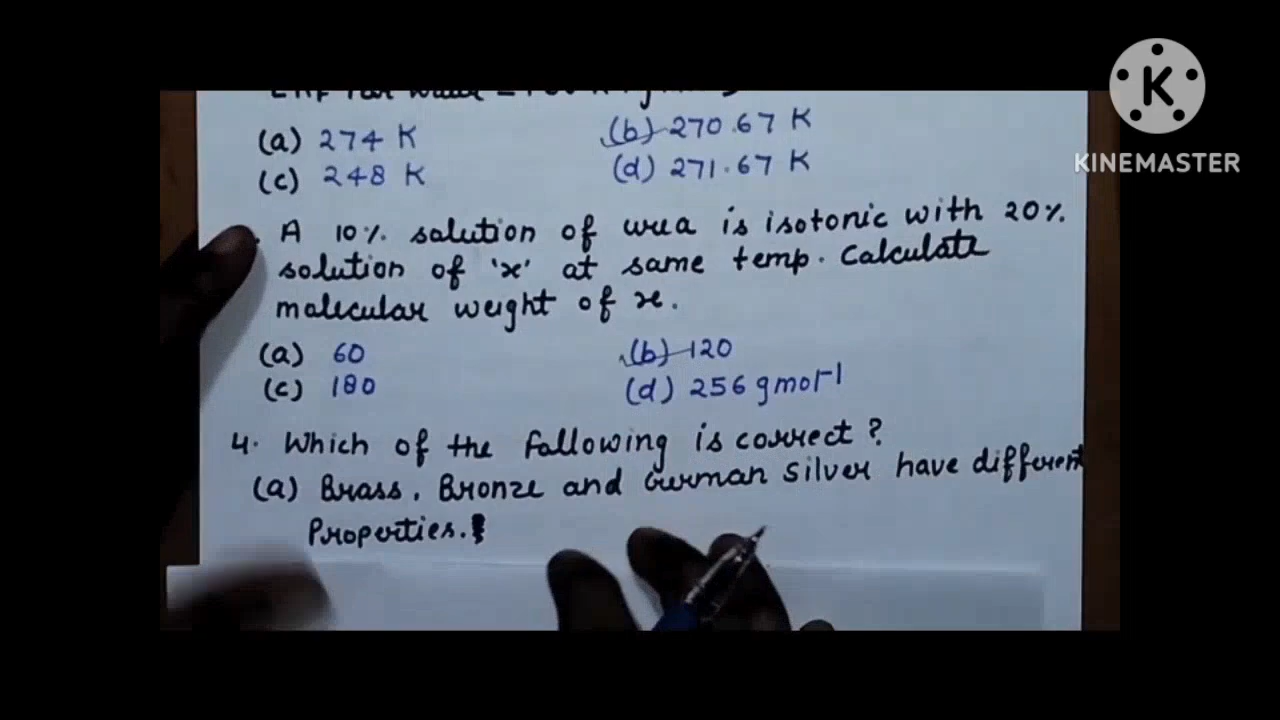 (a) 274 K (b) 270.67 K
(c) 248 K (d) 271.67 K
A 10% solution of urea is isotonic with 20%
solution of 'x' at same temp. Calculate
molecular weight of x.
(a) 60 (b) 120
(c) 180 (d) 256 gmol-1
4. Which of the following is correct?
(a) Brass, Bronze and German Silver have different
Properties.
K
KINEMASTER